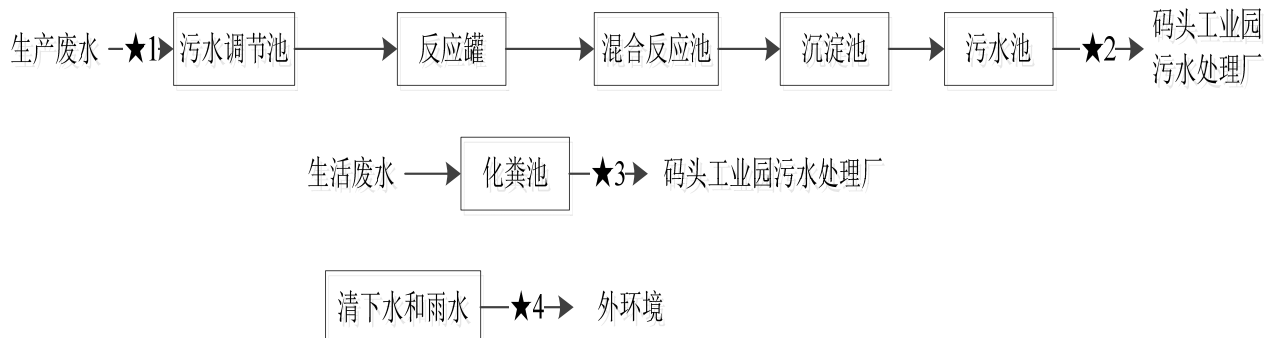 生产废水 ★1 污水调节池 反应罐 混合反应池 沉淀池 污水池 ★2 码头工业园
污水处理厂
生活废水 化粪池 ★3 码头工业园污水处理厂
清下水和雨水 ★4 外环境